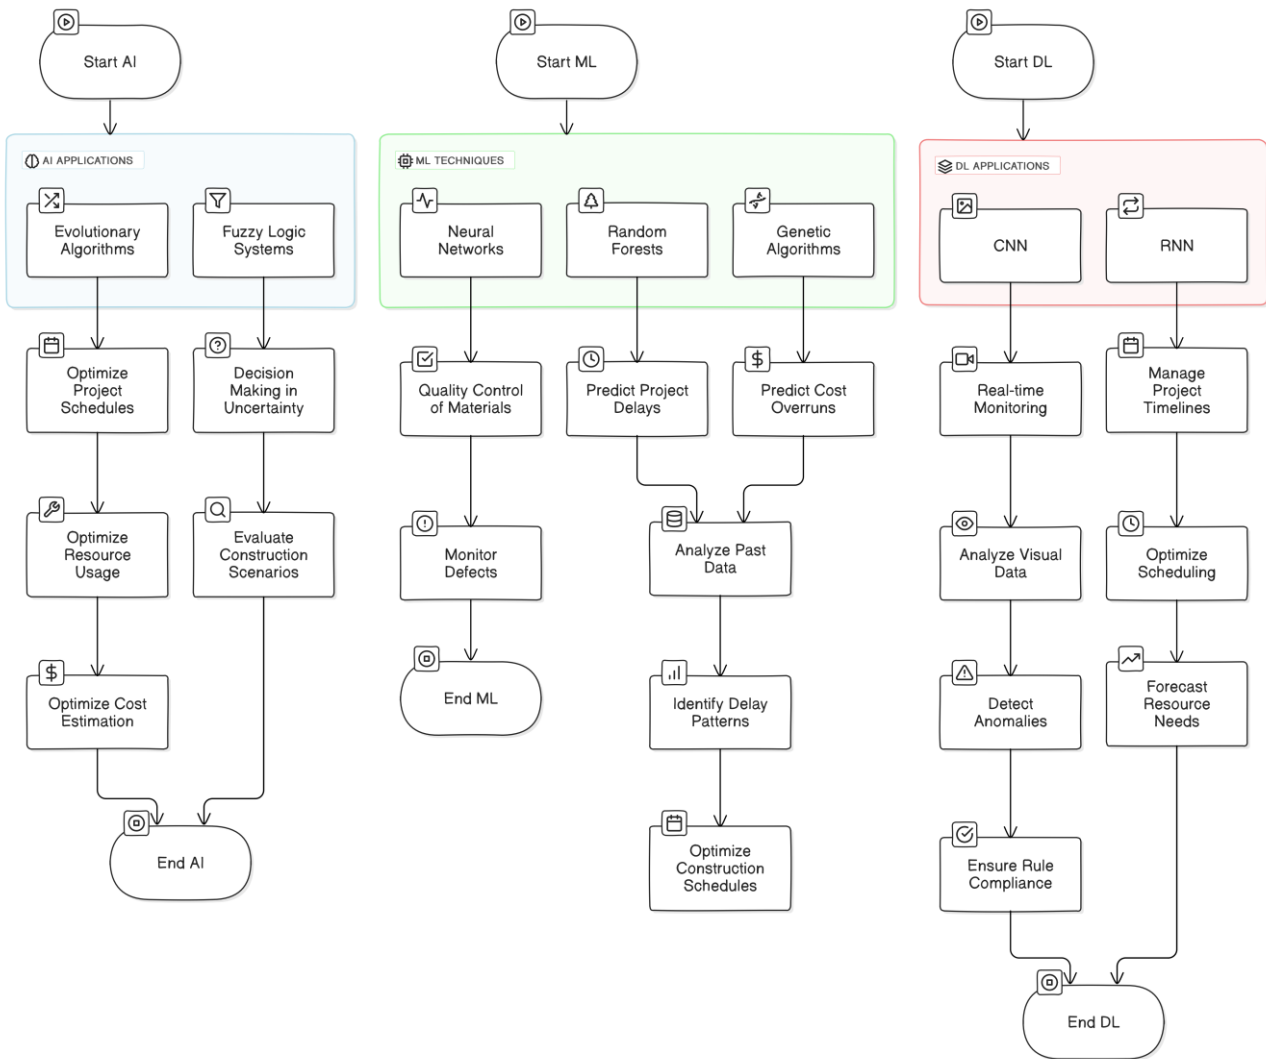 Start AI
Start ML
Start DL
AI APPLICATIONS
Evolutionary
Algorithms
Fuzzy Logic
Systems
Optimize
Project
Schedules
Decision
Making in
Uncertainty
Optimize
Resource
Usage
Evaluate
Construction
Scenarios
Optimize Cost
Estimation
End AI
ML TECHNIQUES
Neural
Networks
Random
Forests
Genetic
Algorithms
Quality Control
of Materials
Predict Project
Delays
Predict Cost
Overruns
Monitor
Defects
Analyze Past
Data
End ML
Identify Delay
Patterns
Optimize
Construction
Schedules
DL APPLICATIONS
CNN
RNN
Real-time
Monitoring
Manage
Project
Timelines
Analyze Visual
Data
Optimize
Scheduling
Detect
Anomalies
Forecast
Resource
Needs
Ensure Rule
Compliance
End DL